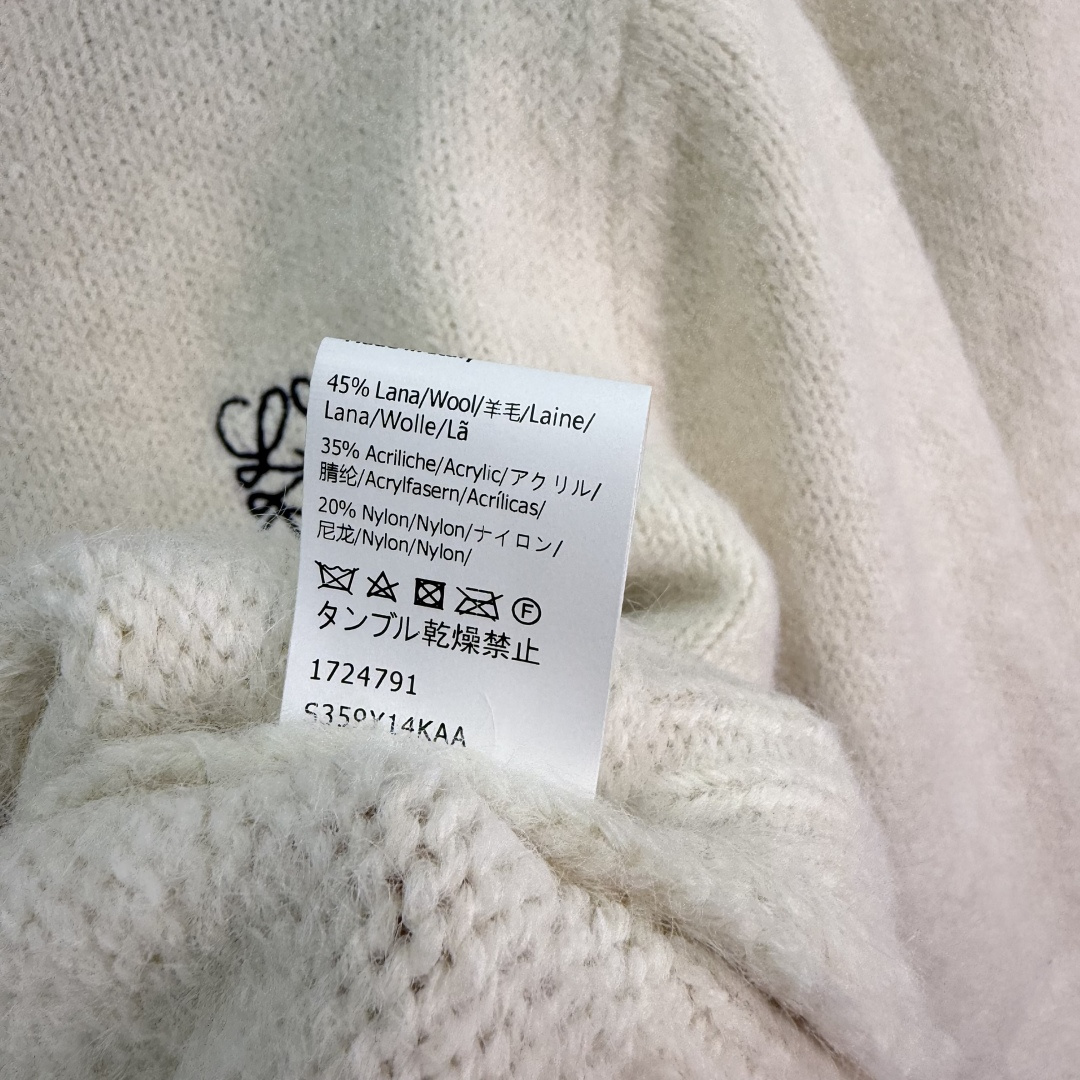 45% Lana/Wool/羊毛/Laine/
Lana/Wolle/Lã
35% Acriliche/Acrylic/アクリル/
腈纶/Acrylfasern/Acrílicas/
20% Nylon/Nylon/ナイロン/
尼龙/Nylon/Nylon/
F
タンブル乾燥禁止
1724791
S359Y14KAA